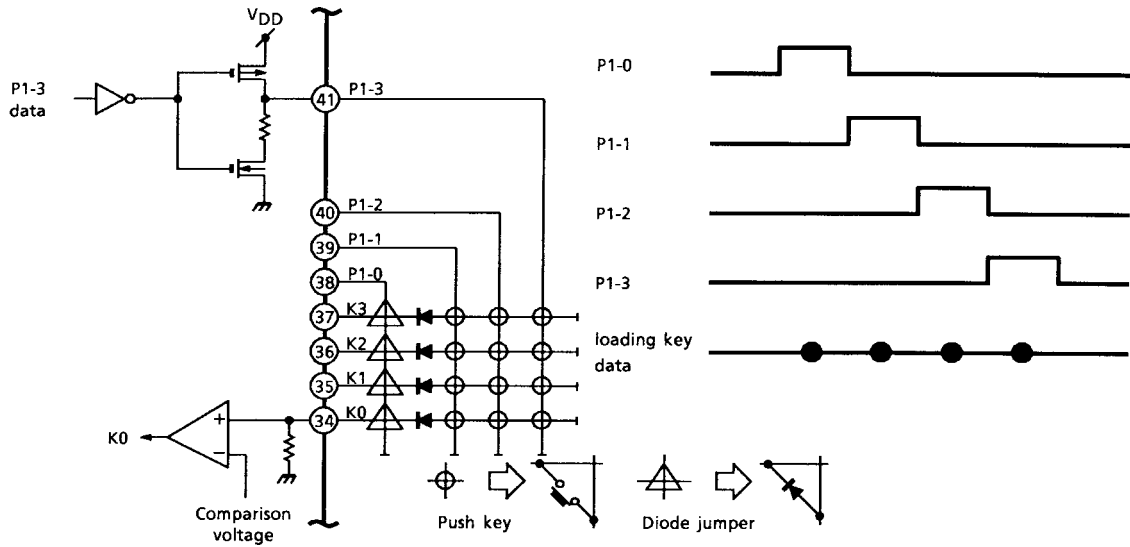 VDD
P1-3
data
41 P1-3
40 P1-2
39 P1-1
38 P1-0
37 K3
36 K2
35 K1
34 K0
K0
+
−
Comparison
voltage
Push key
Diode jumper
P1-0
P1-1
P1-2
P1-3
loading key
data